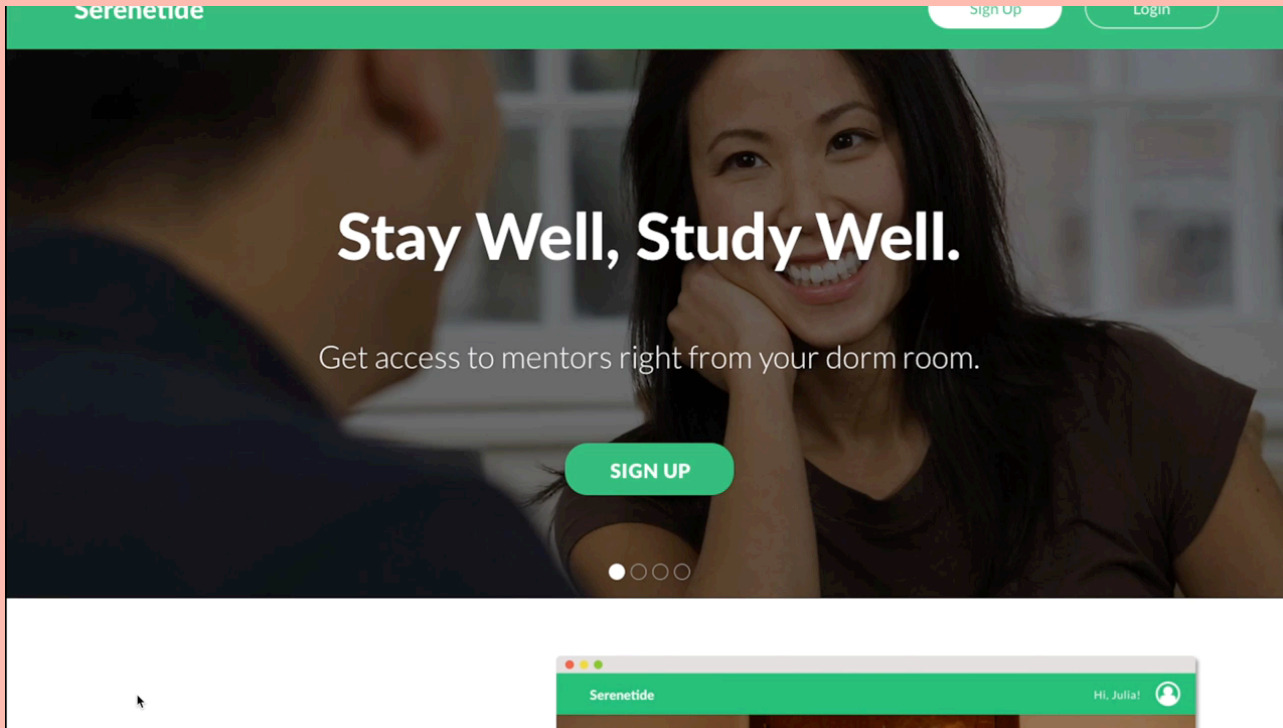 Serenetide
Sign Up
Login
Stay Well, Study Well.
Get access to mentors right from your dorm room.
SIGN UP
Serenetide
Hi, Julia!